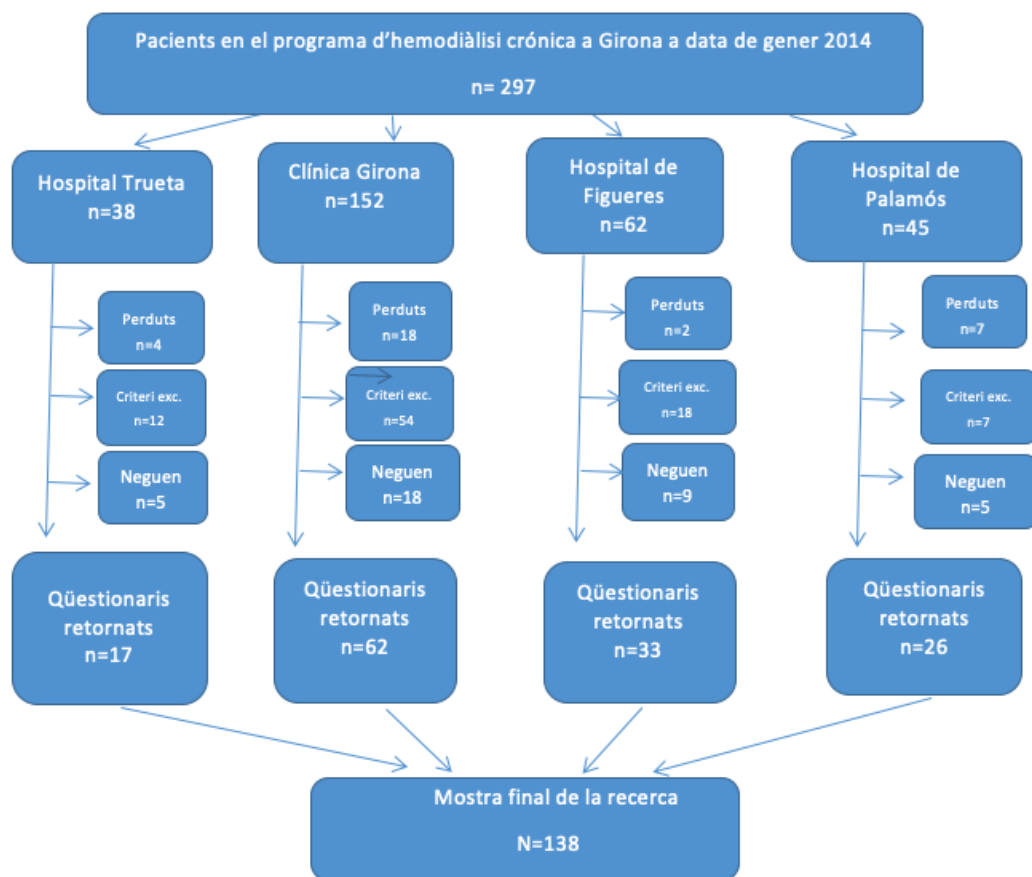 Pacients en el programa d'hemodiàlisi crónica a Girona a data de gener 2014
n= 297
Hospital Trueta
n=38
Clínica Girona
n=152
Hospital de
Figueres
n=62
Hospital de
Palamós
n=45
Perduts
n=4
Criteri exc.
n=12
Neguen
n=5
Perduts
n=18
Criteri exc.
n=54
Neguen
n=18
Perduts
n=2
Criteri exc.
n=18
Neguen
n=9
Perduts
n=7
Criteri exc.
n=7
Neguen
n=5
Qüestionaris
retornats
n=17
Qüestionaris
retornats
n=62
Qüestionaris
retornats
n=33
Qüestionaris
retornats
n=26
Mostra final de la recerca
N=138